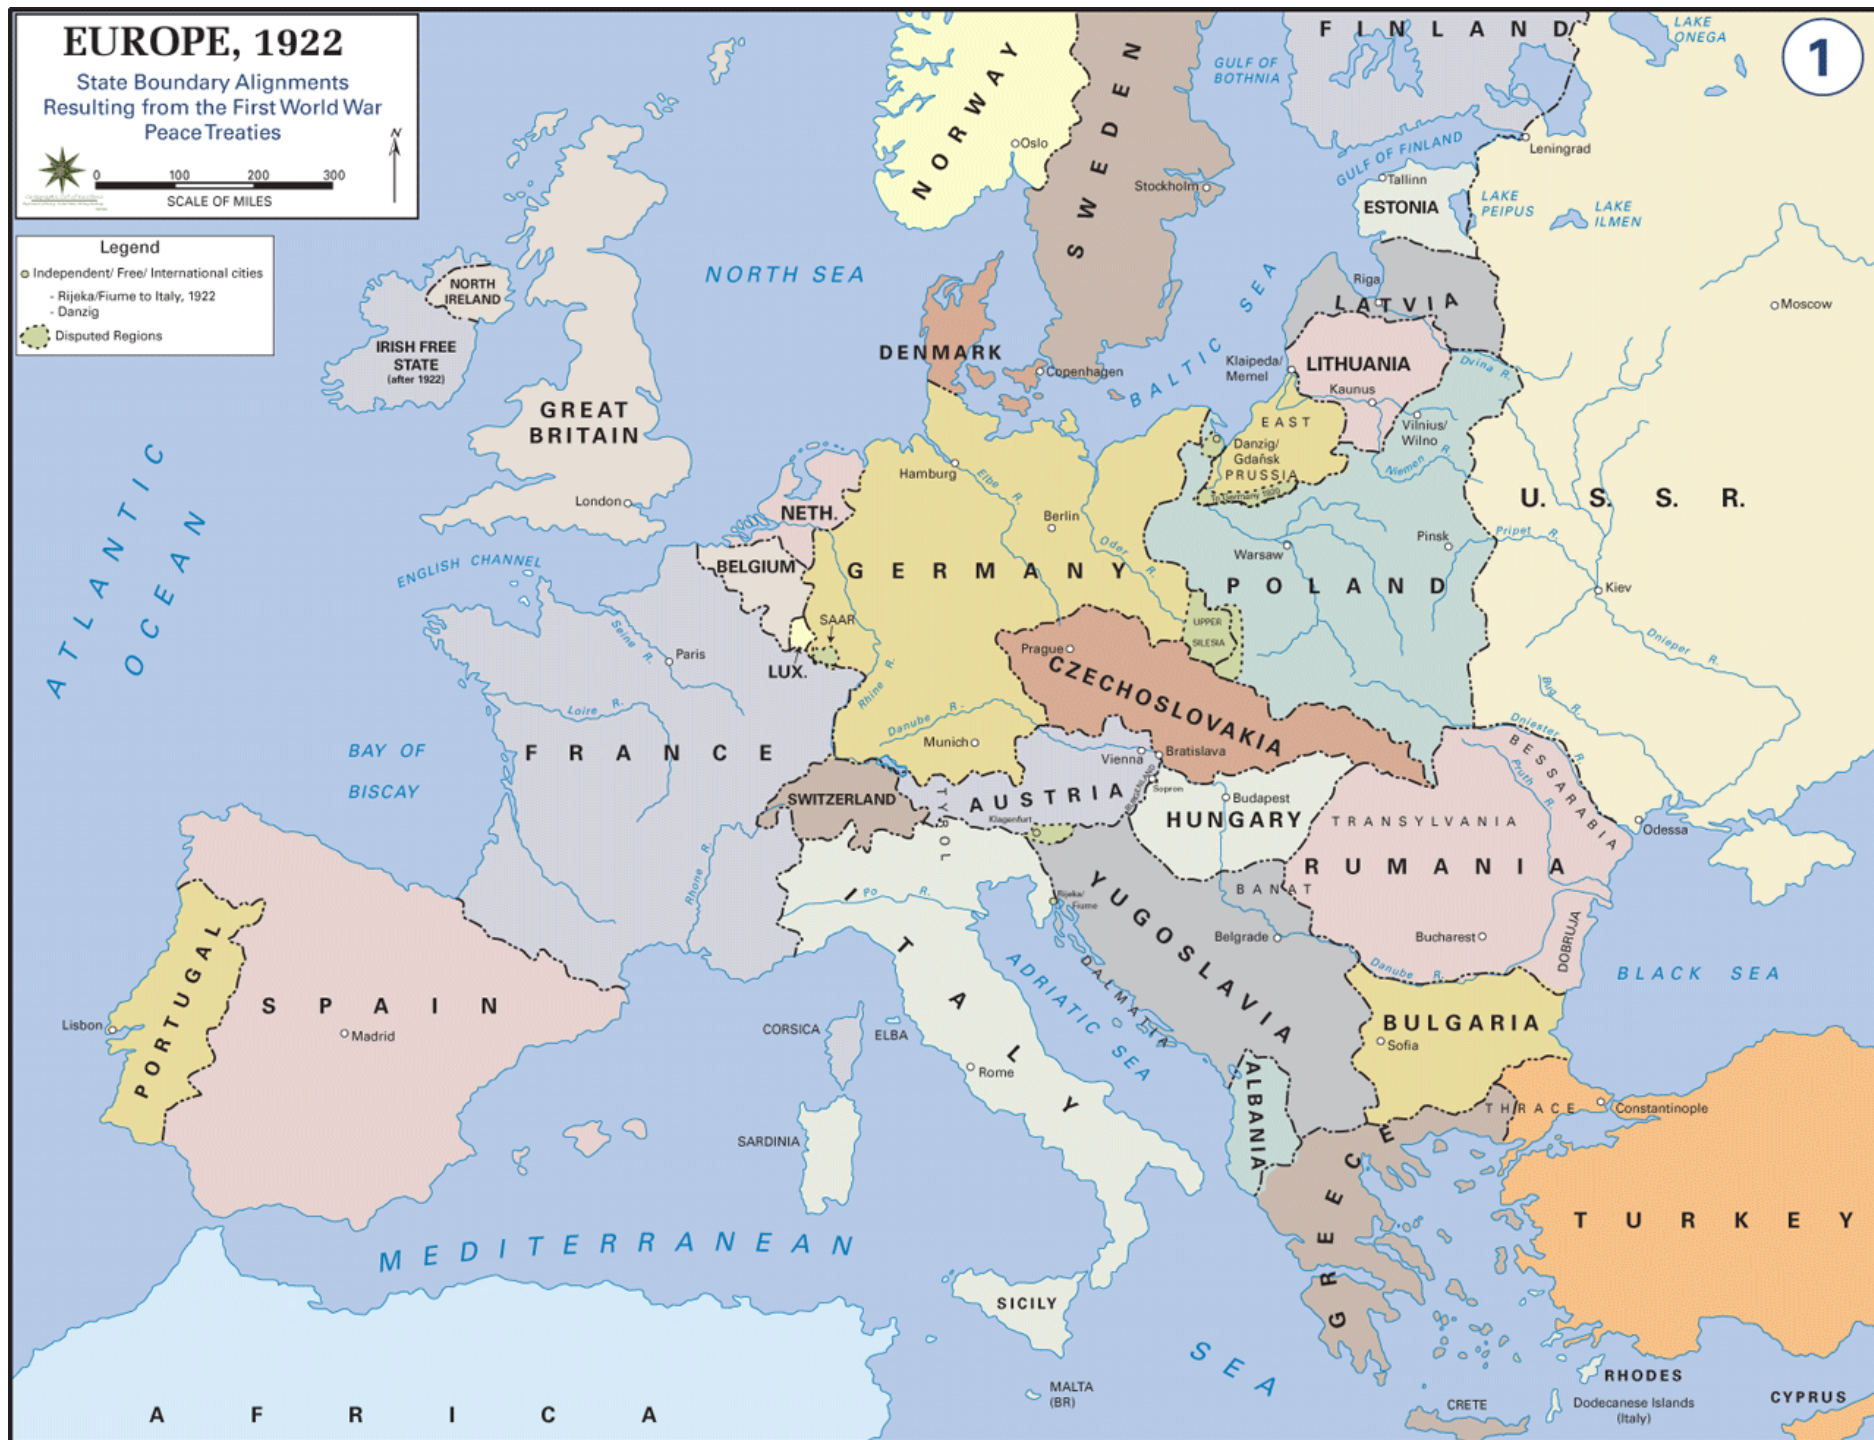 EUROPE, 1922
State Boundary Alignments
Resulting from the First World War
Peace Treaties
N
0 100 200 300
SCALE OF MILES
1
Legend
Independent/ Free/ International cities
- Rijeka/Fiume to Italy, 1922
- Danzig
Disputed Regions
FINLAND
LAKE
ONEGA
GULF OF
BOTHNIA
NORWAY
Oslo
SWEDEN
Stockholm
GULF OF FINLAND
Leningrad
Tallinn
ESTONIA
LAKE
PEIPUS
LAKE
ILMEN
NORTH SEA
BALTIC SEA
Riga
LATVIA
Moscow
NORTH
IRELAND
IRISH FREE
STATE
(after 1922)
DENMARK
Copenhagen
Klaipeda/
Memel
LITHUANIA
Kaunus
Dvina R.
GREAT
BRITAIN
London
EAST
PRUSSIA
Danzig/
Gdańsk
To Germany 1920
Vilnius/
Wilno
Niemen R.
Hamburg
Elbe R.
Berlin
Oder R.
NETH.
U. S. S. R.
ATLANTIC
OCEAN
ENGLISH CHANNEL
BELGIUM
GERMANY
Warsaw
Pinsk
Pripet R.
POLAND
Kiev
Dnieper R.
SAAR
LUX.
UPPER
SILESIA
Seine R.
Paris
Rhine R.
Prague
CZECHOSLOVAKIA
Bug R.
Loire R.
Danube R.
Munich
Vienna
Bratislava
Dniester R.
BESSARABIA
Pruth R.
BAY OF
BISCAY
FRANCE
SWITZERLAND
TYROL
AUSTRIA
Klagenfurt
BURGENLAND
Sopron
Budapest
HUNGARY
TRANSYLVANIA
Odessa
RUMANIA
Rhone R.
Po R.
ITALY
Rijeka/
Fiume
YUGOSLAVIA
BANAT
Belgrade
Bucharest
DOBRUJA
Danube R.
BLACK SEA
PORTUGAL
Lisbon
SPAIN
Madrid
ADRIATIC SEA
DALMATIA
CORSICA
ELBA
Rome
BULGARIA
Sofia
ALBANIA
THRACE
Constantinople
SARDINIA
GREECE
TURKEY
MEDITERRANEAN
SEA
SICILY
MALTA
(BR)
RHODES
Dodecanese Islands
(Italy)
CRETE
CYPRUS
AFRICA